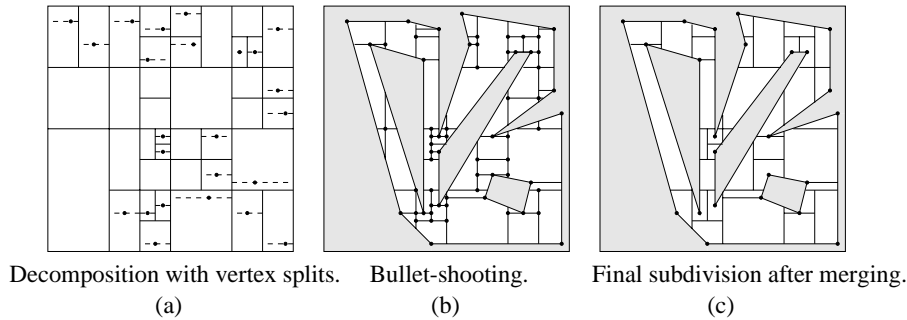 Decomposition with vertex splits.
Bullet-shooting.
Final subdivision after merging.
(a)
(b)
(c)